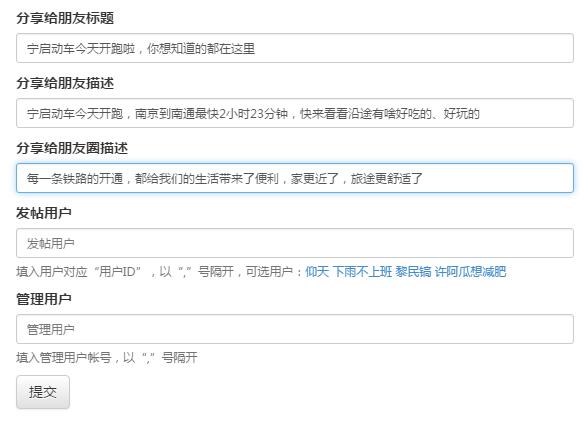 分享给朋友标题
宁启动车今天开跑啦，你想知道的都在这里
分享给朋友描述
宁启动车今天开跑，南京到南通最快2小时23分钟，快来看看沿途有啥好吃的、好玩的
分享给朋友圈描述
每一条铁路的开通，都给我们的生活带来了便利，家更近了，旅途更舒适了
发帖用户
发帖用户
填入用户对应“用户ID”，以“,”号隔开，可选用户：仰天 下雨不上班 黎民镐 许阿瓜想减肥
管理用户
管理用户
填入管理用户帐号，以“,”号隔开
提交